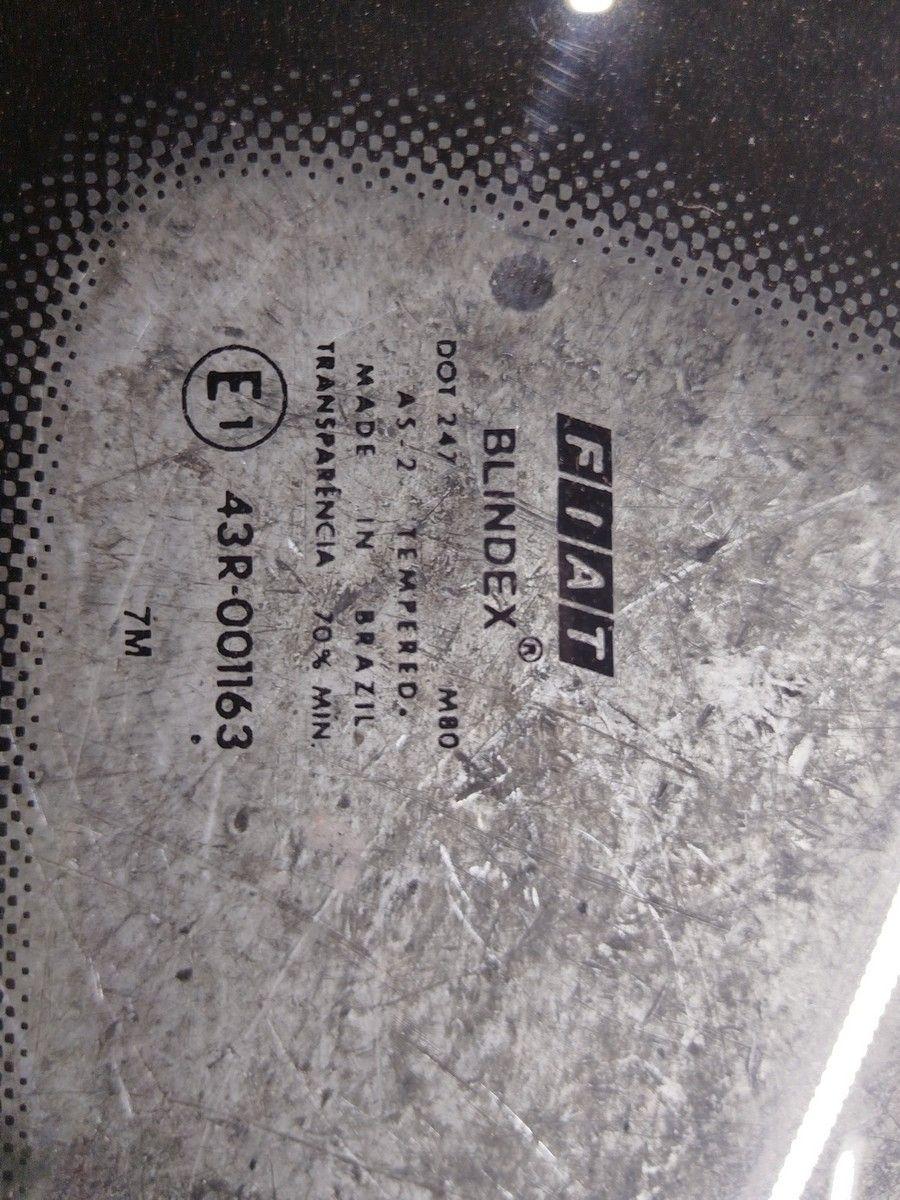 FIAT
BLINDEX®
DOT 247 M80
AS-2 TEMPERED.
MADE IN BRAZIL
TRANSPARÊNCIA 70% MIN.
E1 43R-001163
7M